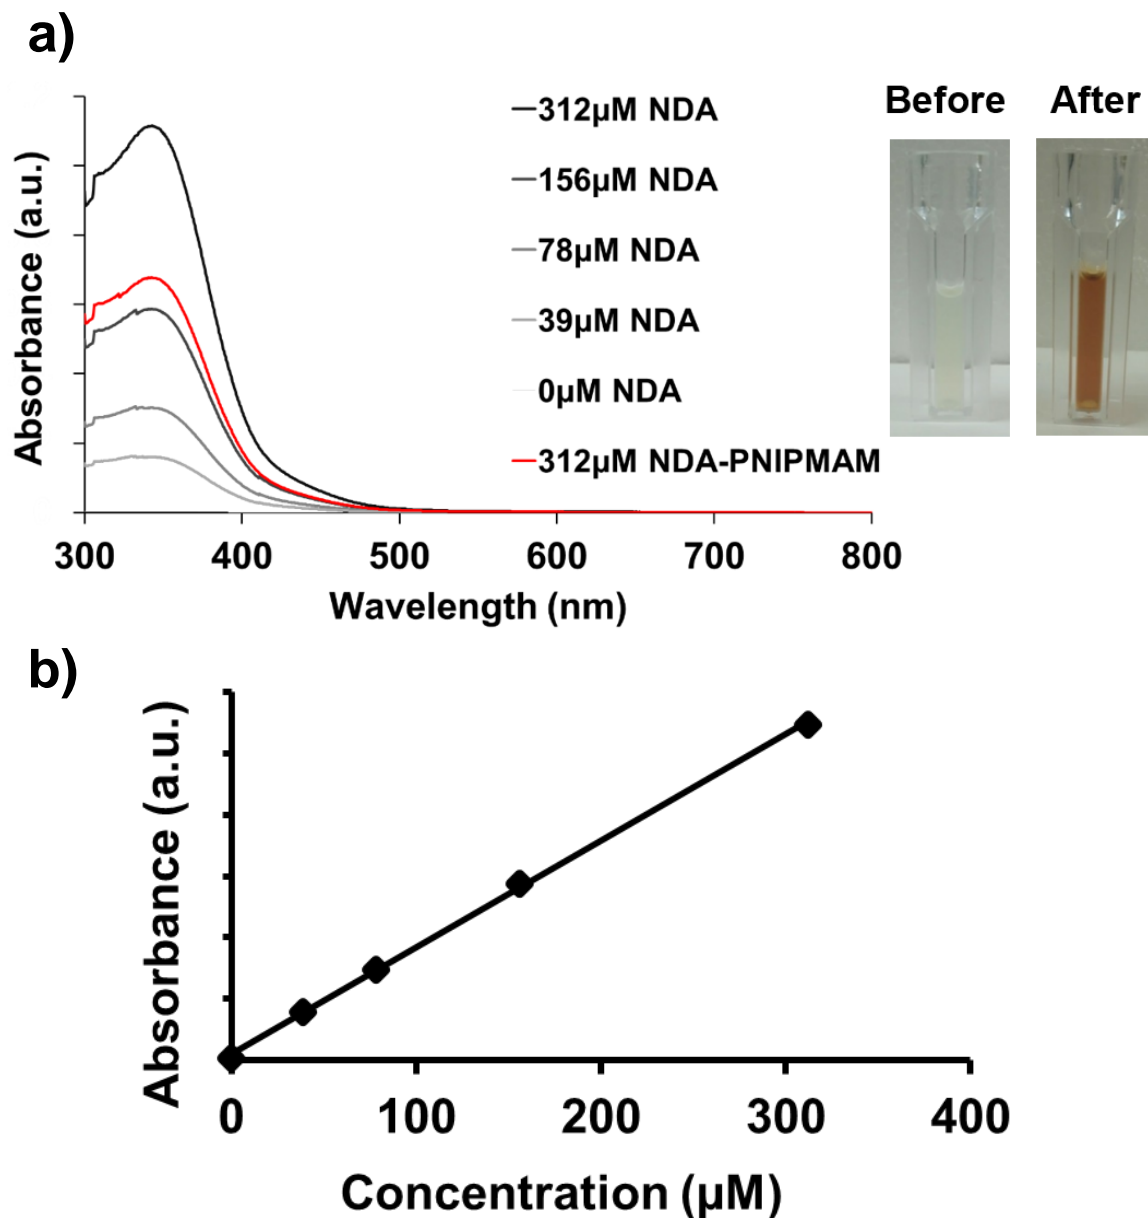 a)
Absorbance (a.u.)
312µM NDA
156µM NDA
78µM NDA
39µM NDA
0µM NDA
312µM NDA-PNIPMAM
Before After
300 400 500 600 700 800
Wavelength (nm)
b)
Absorbance (a.u.)
0 100 200 300 400
Concentration (µM)